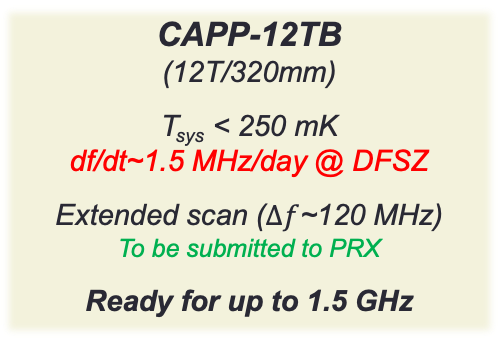 CAPP-12TB
(12T/320mm)
Tsys < 250 mK
df/dt~1.5 MHz/day @ DFSZ
Extended scan (Δf ~120 MHz)
To be submitted to PRX
Ready for up to 1.5 GHz